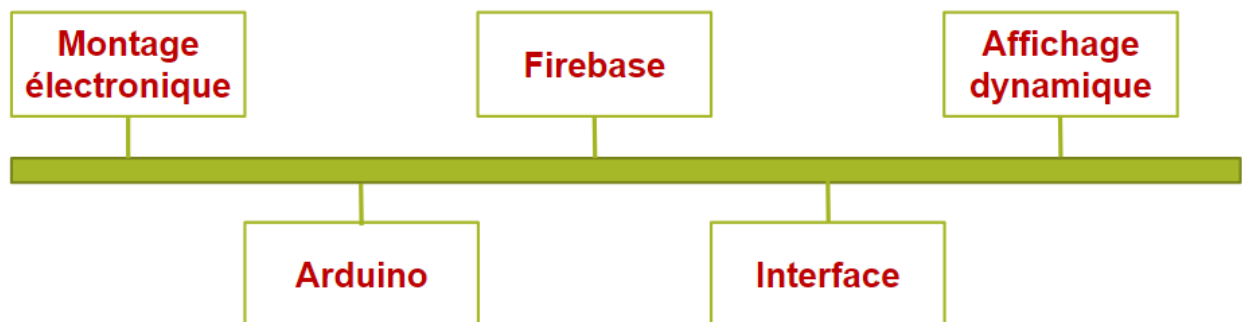 Montage
électronique
Firebase
Affichage
dynamique
Arduino
Interface